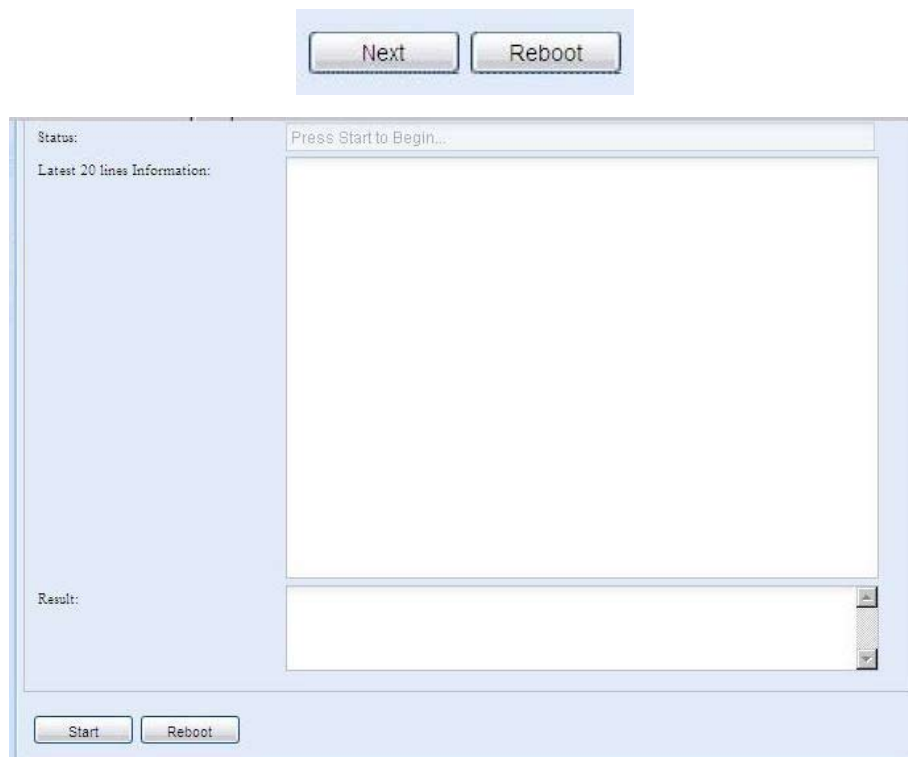 Next Reboot
Status: Press Start to Begin...
Latest 20 lines Information:
Result:
Start Reboot